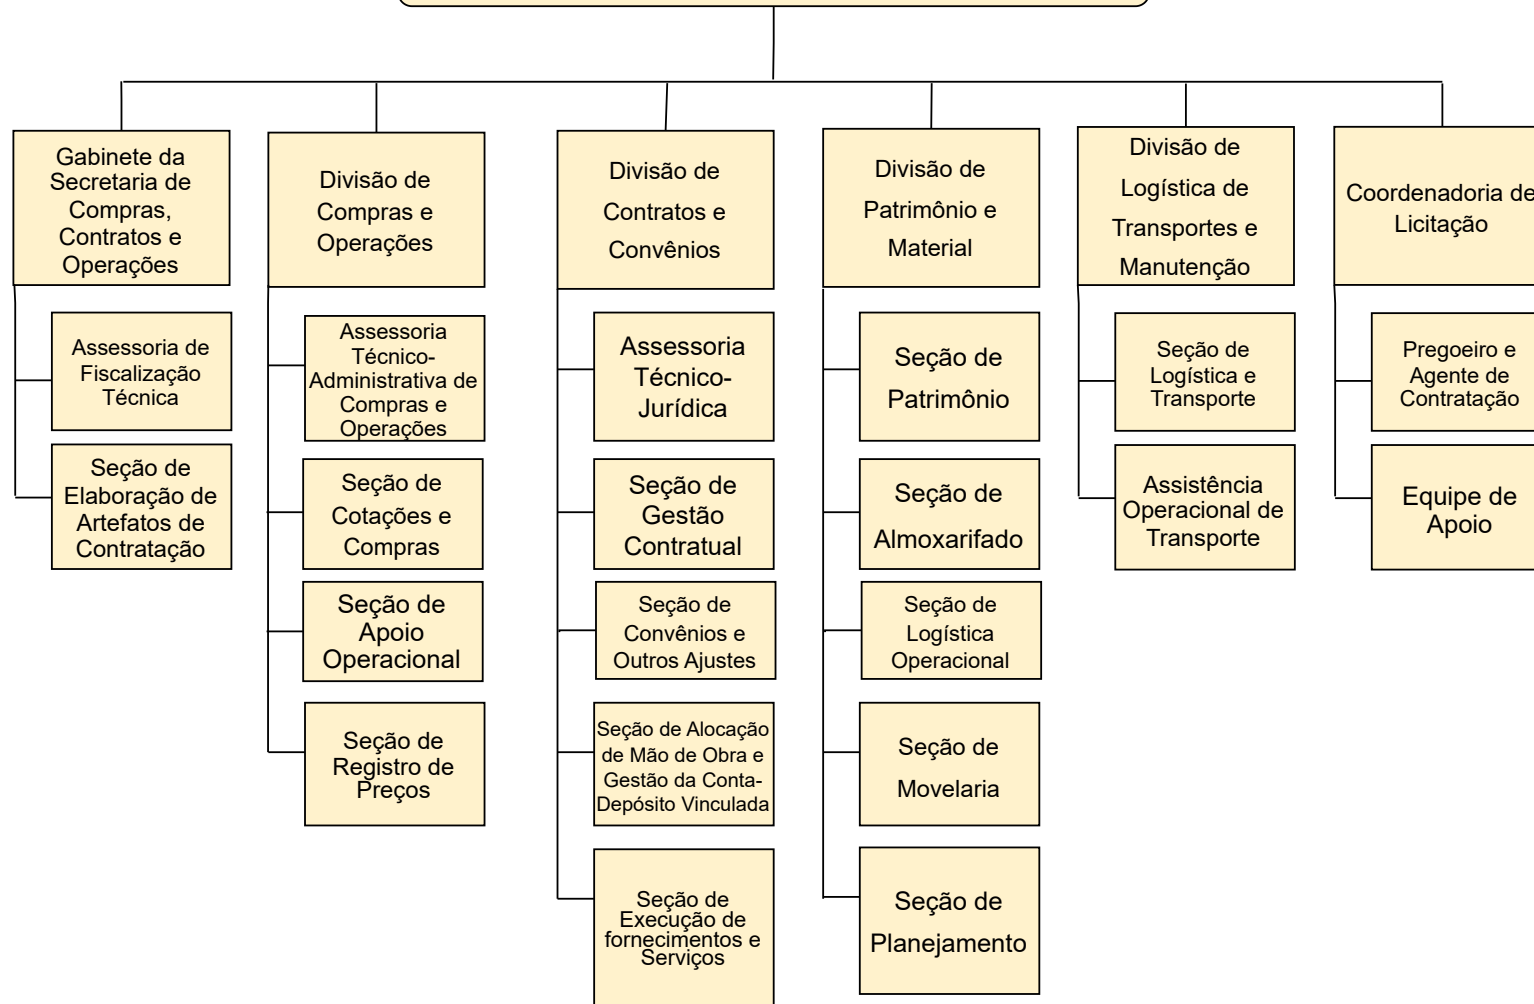 Gabinete da
Secretaria de
Compras,
Contratos e
Operações
Divisão de
Compras e
Operações
Divisão de
Contratos e
Convênios
Divisão de
Patrimônio e
Material
Divisão de
Logística de
Transportes e
Manutenção
Coordenadoria de
Licitação
Assessoria de
Fiscalização
Técnica
Seção de
Elaboração de
Artefatos de
Contratação
Assessoria
Técnico-
Administrativa de
Compras e
Operações
Seção de
Cotações e
Compras
Seção de
Apoio
Operacional
Seção de
Registro de
Preços
Assessoria
Técnico-
Jurídica
Seção de
Gestão
Contratual
Seção de
Convênios e
Outros Ajustes
Seção de Alocação
de Mão de Obra e
Gestão da Conta-
Depósito Vinculada
Seção de
Execução de
fornecimentos e
Serviços
Seção de
Patrimônio
Seção de
Almoxarifado
Seção de
Logística
Operacional
Seção de
Movelaria
Seção de
Planejamento
Seção de
Logística e
Transporte
Assistência
Operacional de
Transporte
Pregoeiro e
Agente de
Contratação
Equipe de
Apoio